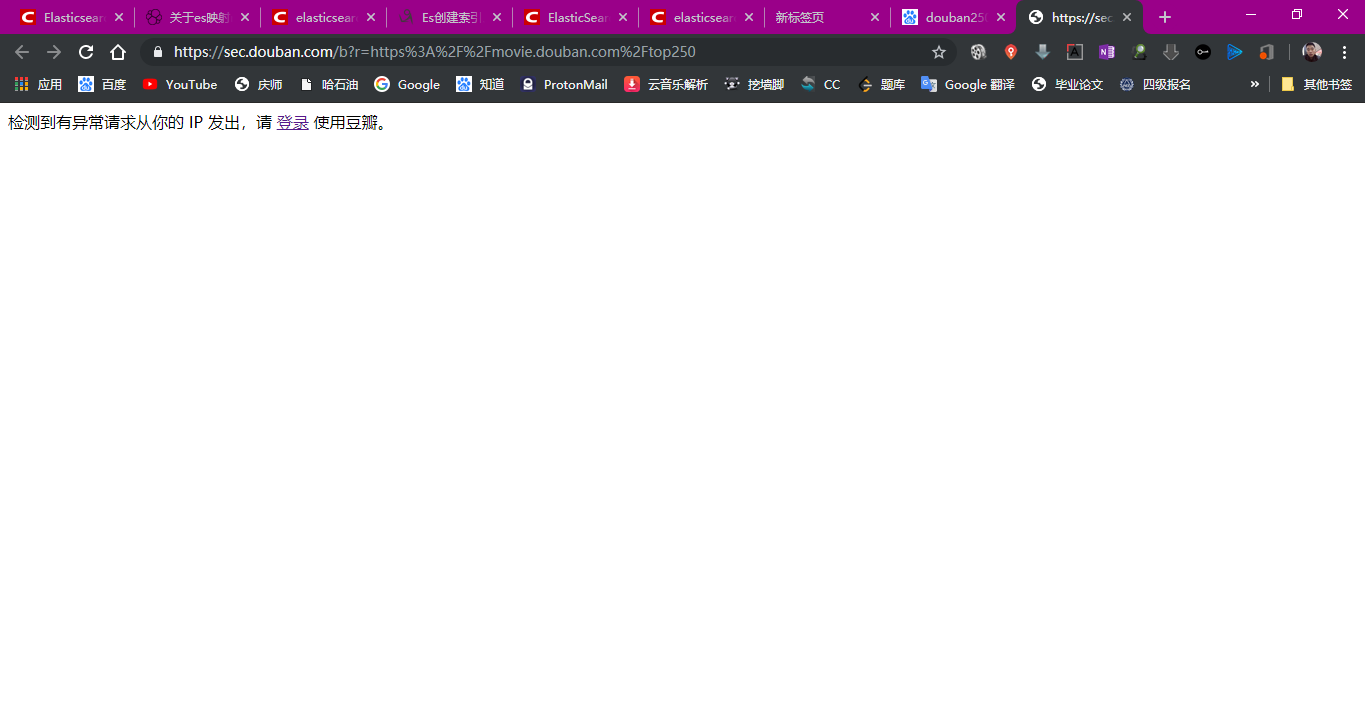 Elasticsear 关于es映射 elasticsear Es创建索引 ElasticSear elasticsear 新标签页 douban250 https://sec
https://sec.douban.com/b?r=https%3A%2F%2Fmovie.douban.com%2Ftop250
应用 百度 YouTube 庆师 哈石油 Google 知道 ProtonMail 云音乐解析 挖墙脚 CC 题库 Google 翻译 毕业论文 四级报名 » 其他书签
检测到有异常请求从你的 IP 发出，请 登录 使用豆瓣。